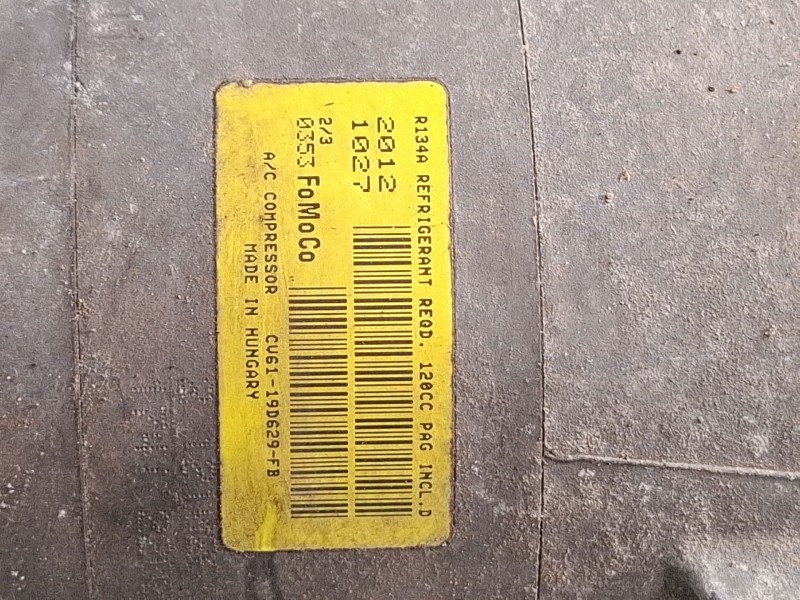 R134A REFRIGERANT REQD. 120CC PAG INCL.D
2012
1027
2/3
0353 FoMoCo
A/C COMPRESSOR CV61-19D629-FB
MADE IN HUNGARY